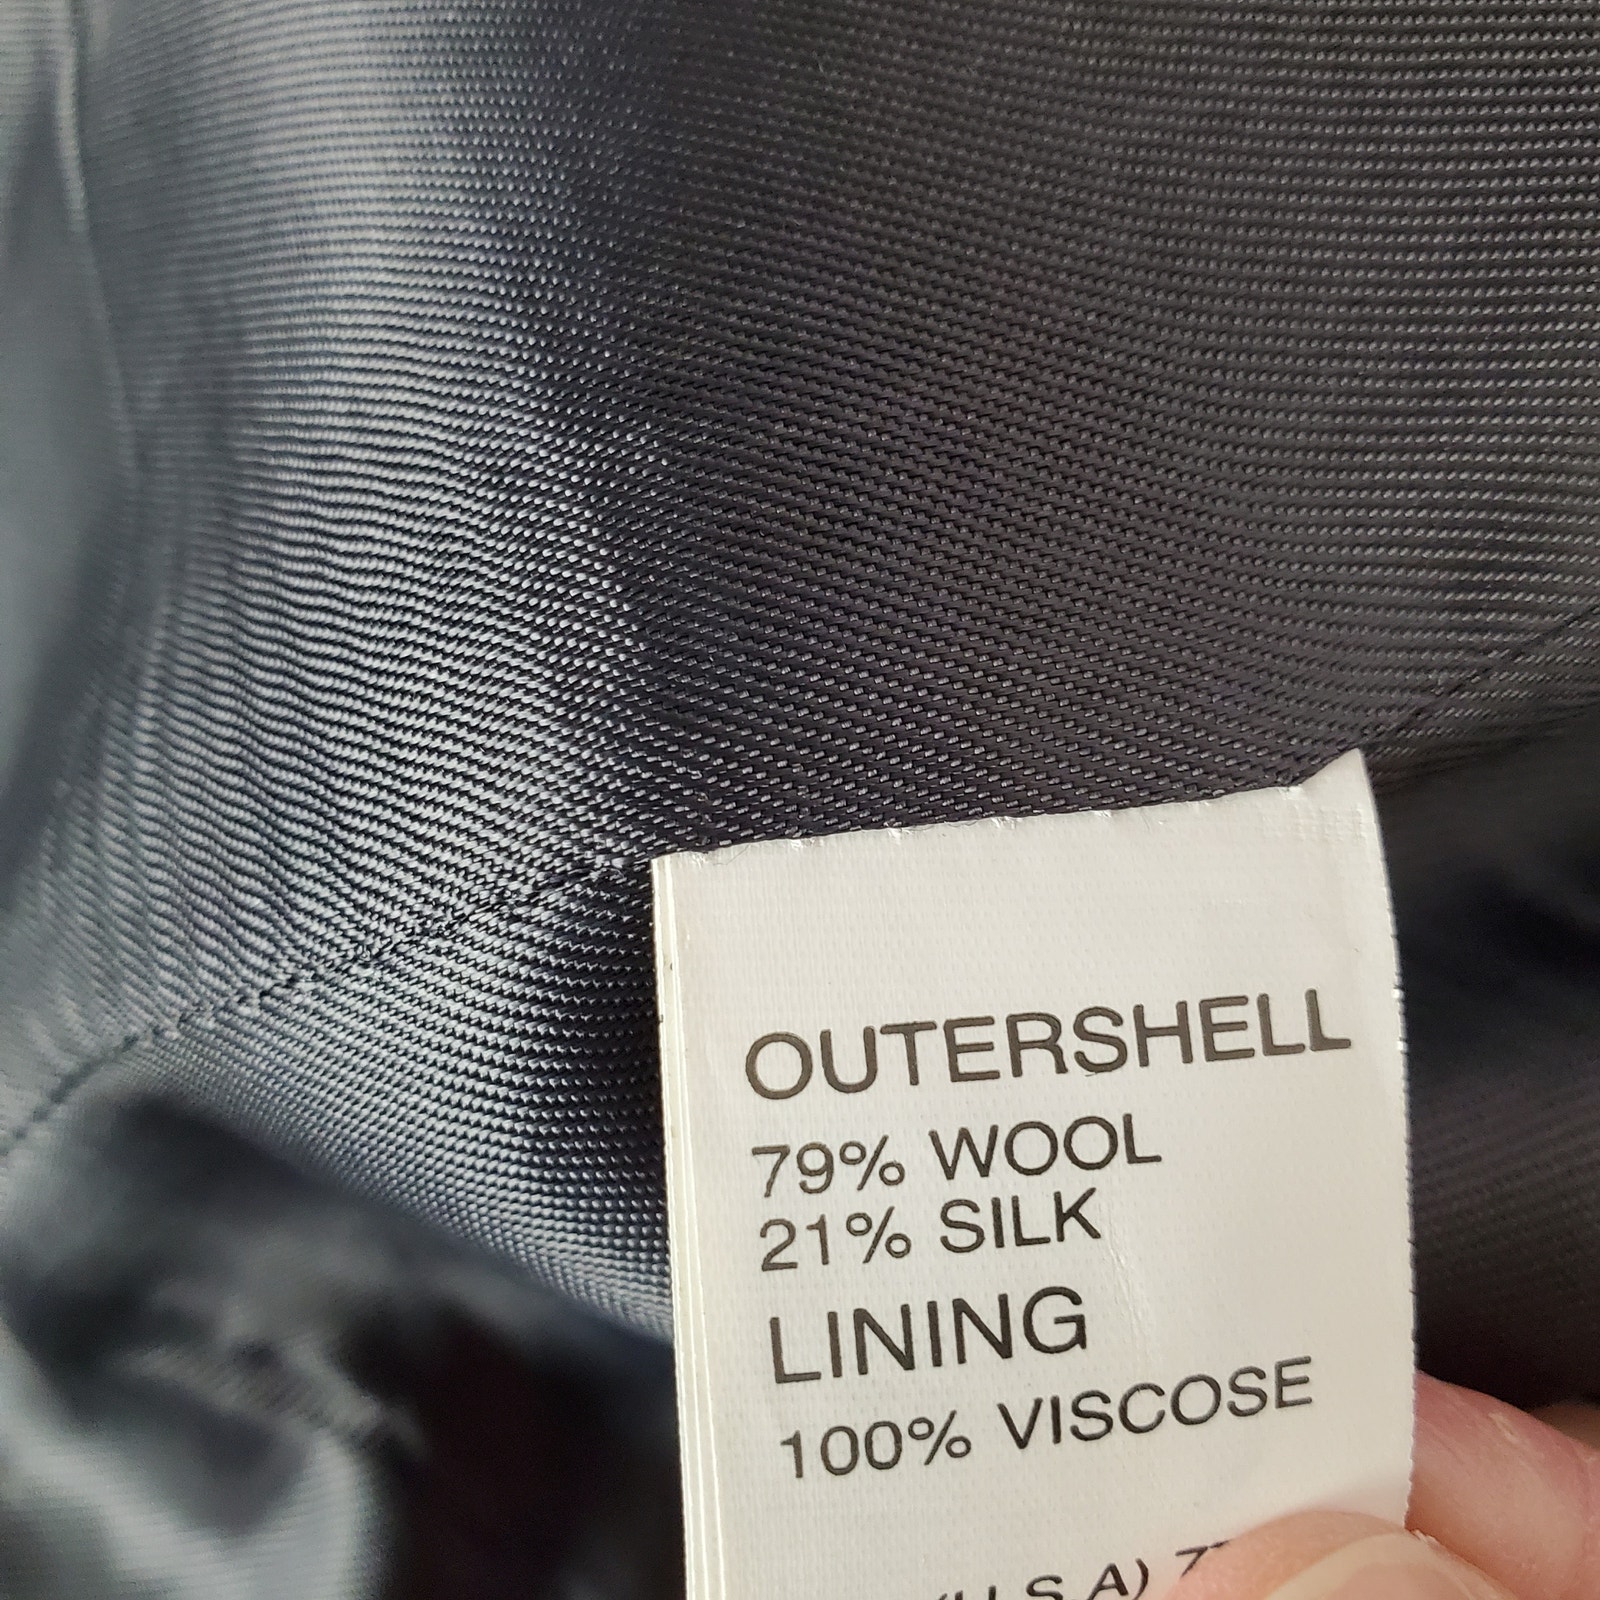 OUTERSHELL
79% WOOL
21% SILK
LINING
100% VISCOSE
(U.S.A)